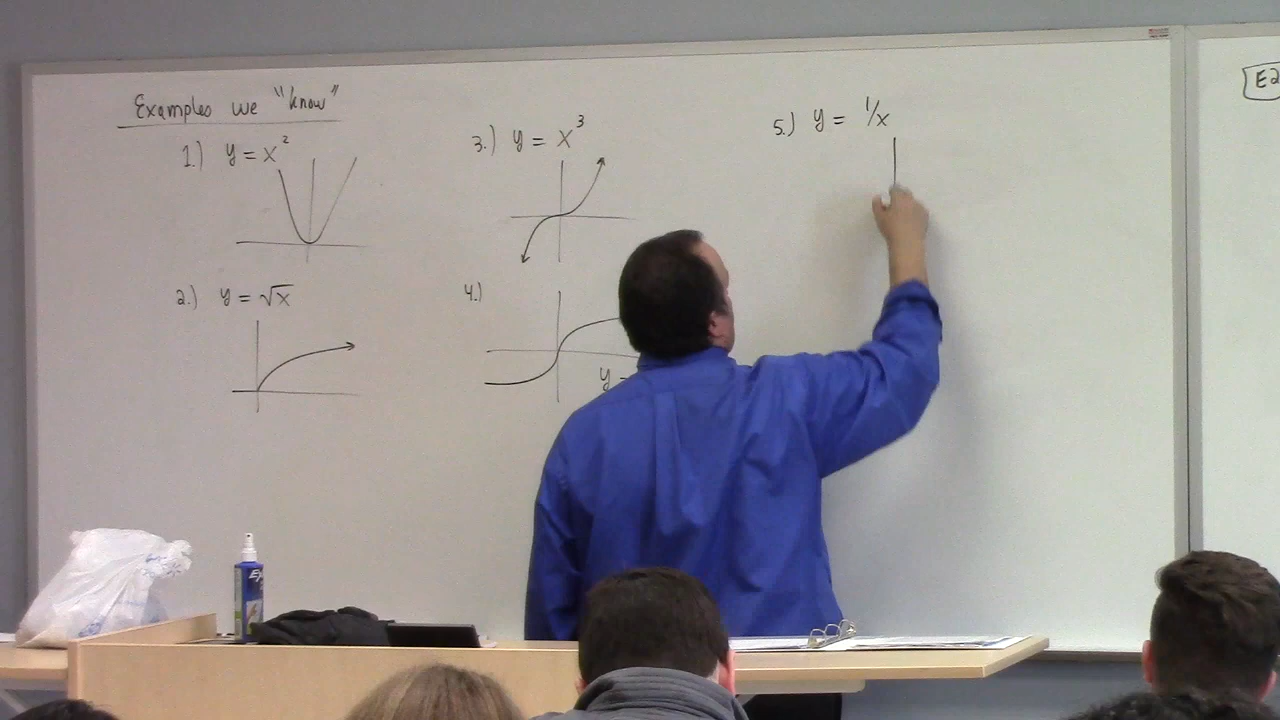 Examples we "know"
1.) y = x²
2.) y = √x
3.) y = x³
4.)
y
5.) y = 1/x
E2